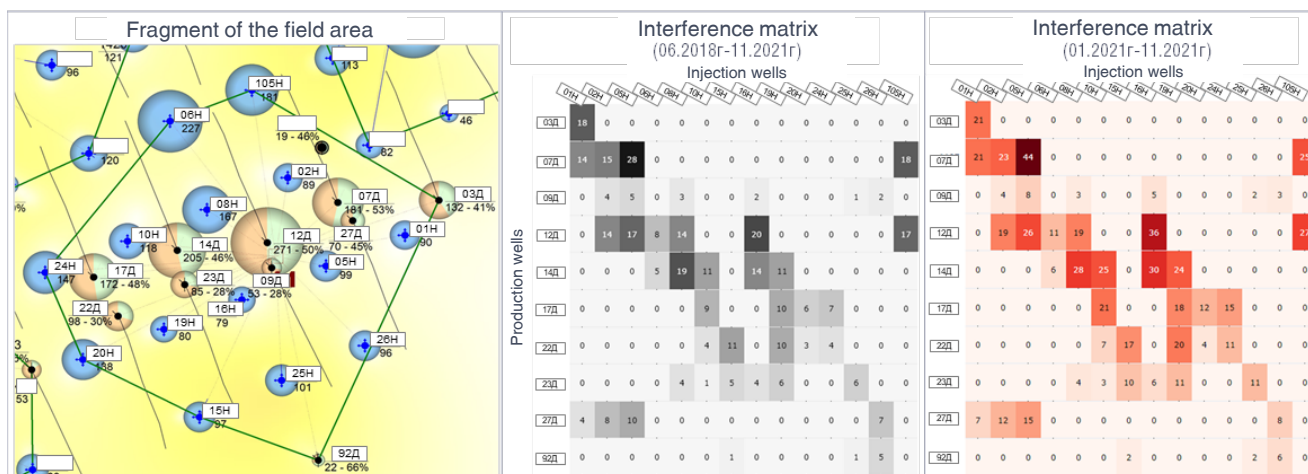 Fragment of the field area
121
96
105Н
181
113
06Н
227
46
19 - 46%
82
120
02Н
89
07Д
181 - 53%
03Д
132 - 41%
08Н
167
10Н
118
14Д
205 - 46%
12Д
271 - 50%
27Д
70 - 45%
01Н
90
24Н
147
17Д
172 - 48%
23Д
85 - 28%
09Д
53 - 28%
05Н
99
22Д
98 - 30%
16Н
79
19Н
80
26Н
96
20Н
138
25Н
101
53
15Н
97
92Д
22 - 66%
Interference matrix
(06.2018г-11.2021г)
Injection wells
01Н 02Н 05Н 06Н 08Н 10Н 15Н 16Н 19Н 20Н 24Н 25Н 26Н 105Н
Production wells
03Д 18 0 0 0 0 0 0 0 0 0 0 0 0 0
07Д 14 15 28 0 0 0 0 0 0 0 0 0 0 18
09Д 0 4 5 0 3 0 0 2 0 0 0 1 2 0
12Д 0 14 17 8 14 0 0 20 0 0 0 0 0 17
14Д 0 0 0 5 19 11 0 14 11 0 0 0 0 0
17Д 0 0 0 0 0 9 0 0 10 6 7 0 0 0
22Д 0 0 0 0 0 4 11 0 10 3 4 0 0 0
23Д 0 0 0 0 4 1 5 4 6 0 0 6 0 0
27Д 4 8 10 0 0 0 0 0 0 0 0 0 7 0
92Д 0 0 0 0 0 0 1 0 0 0 0 1 5 0
Interference matrix
(01.2021г-11.2021г)
Injection wells
01Н 02Н 05Н 06Н 08Н 10Н 15Н 16Н 19Н 20Н 24Н 25Н 26Н 105Н
03Д 21 0 0 0 0 0 0 0 0 0 0 0 0 0
07Д 21 23 44 0 0 0 0 0 0 0 0 0 0 25
09Д 0 4 8 0 3 0 0 5 0 0 0 2 3 0
12Д 0 19 26 11 19 0 0 36 0 0 0 0 0 27
14Д 0 0 0 6 28 25 0 30 24 0 0 0 0 0
17Д 0 0 0 0 0 21 0 0 18 12 15 0 0 0
22Д 0 0 0 0 0 7 17 0 20 4 11 0 0 0
23Д 0 0 0 0 4 3 10 6 11 0 0 11 0 0
27Д 7 12 15 0 0 0 0 0 0 0 0 0 8 0
92Д 0 0 0 0 0 0 2 0 0 0 0 2 6 0